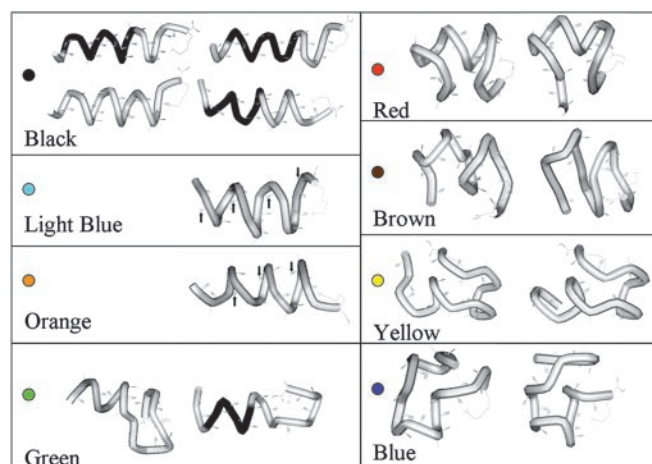 Black
Light Blue
Orange
Green
Red
Brown
Yellow
Blue